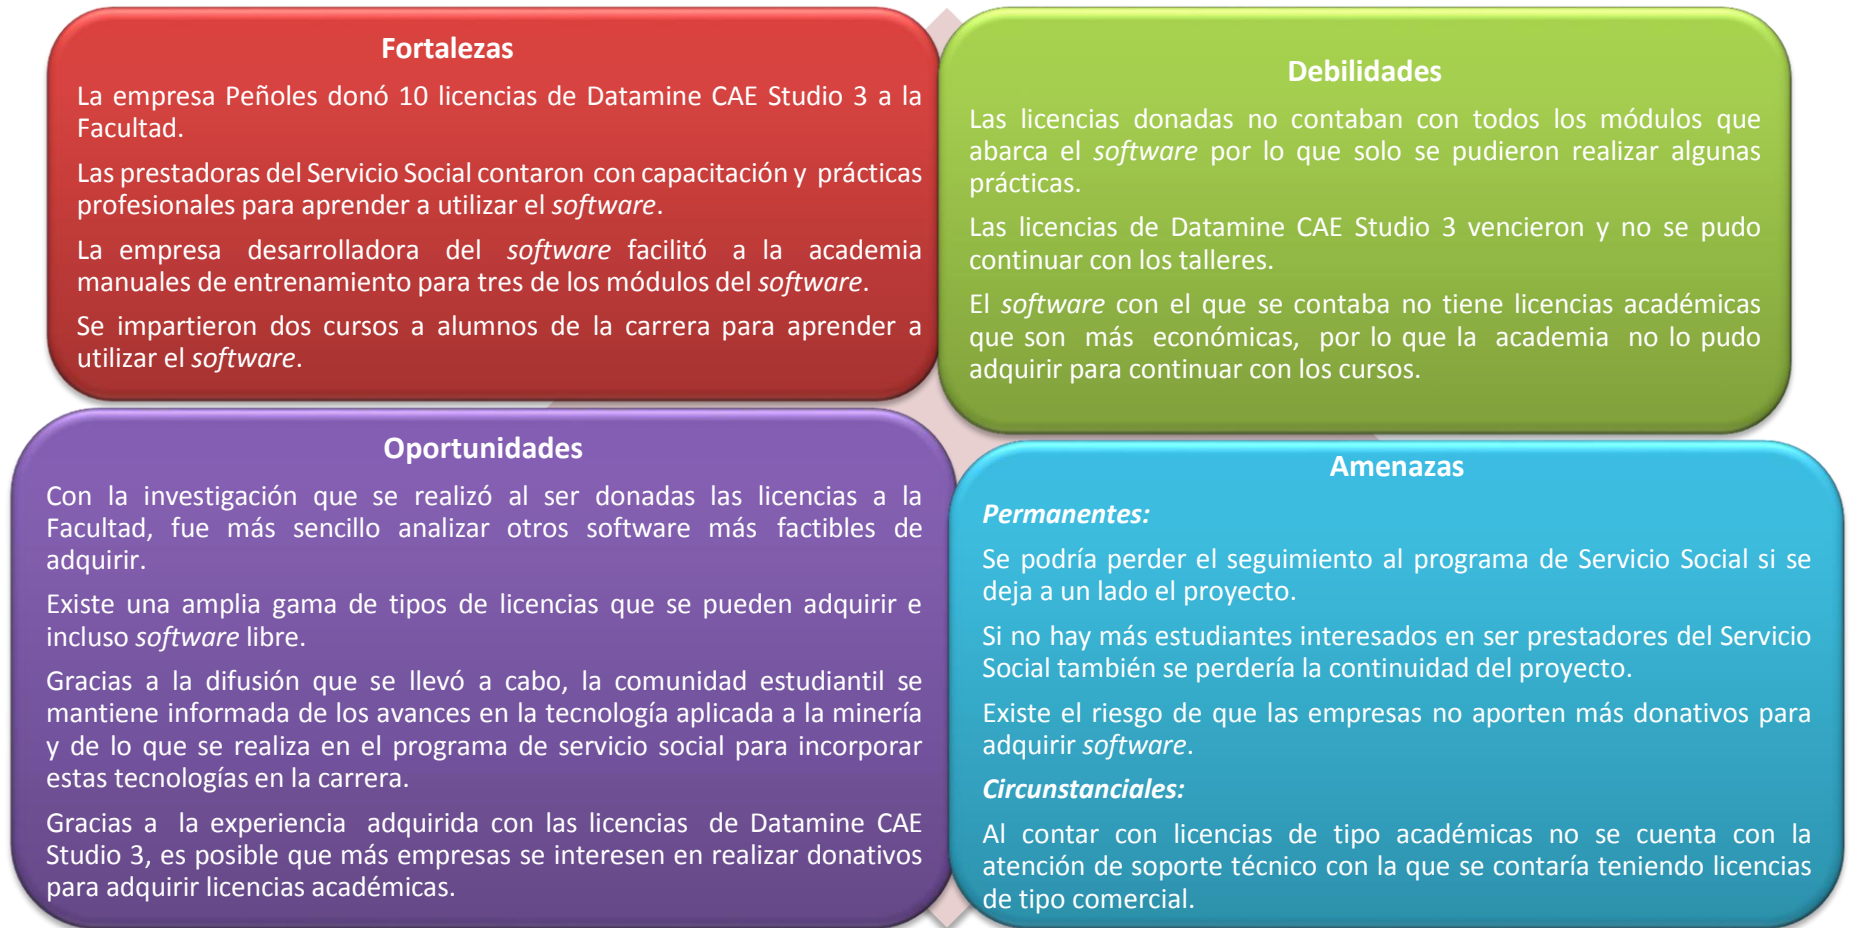 Fortalezas
La empresa Peñoles donó 10 licencias de Datamine CAE Studio 3 a la
Facultad.
Las prestadoras del Servicio Social contaron con capacitación y prácticas
profesionales para aprender a utilizar el software.
La empresa desarrolladora del software facilitó a la academia
manuales de entrenamiento para tres de los módulos del software.
Se impartieron dos cursos a alumnos de la carrera para aprender a
utilizar el software.
Debilidades
Las licencias donadas no contaban con todos los módulos que
abarca el software por lo que solo se pudieron realizar algunas
prácticas.
Las licencias de Datamine CAE Studio 3 vencieron y no se pudo
continuar con los talleres.
El software con el que se contaba no tiene licencias académicas
que son más económicas, por lo que la academia no lo pudo
adquirir para continuar con los cursos.
Oportunidades
Con la investigación que se realizó al ser donadas las licencias a la
Facultad, fue más sencillo analizar otros software más factibles de
adquirir.
Existe una amplia gama de tipos de licencias que se pueden adquirir e
incluso software libre.
Gracias a la difusión que se llevó a cabo, la comunidad estudiantil se
mantiene informada de los avances en la tecnología aplicada a la minería
y de lo que se realiza en el programa de servicio social para incorporar
estas tecnologías en la carrera.
Gracias a la experiencia adquirida con las licencias de Datamine CAE
Studio 3, es posible que más empresas se interesen en realizar donativos
para adquirir licencias académicas.
Amenazas
Permanentes:
Se podría perder el seguimiento al programa de Servicio Social si se
deja a un lado el proyecto.
Si no hay más estudiantes interesados en ser prestadores del Servicio
Social también se perdería la continuidad del proyecto.
Existe el riesgo de que las empresas no aporten más donativos para
adquirir software.
Circunstanciales:
Al contar con licencias de tipo académicas no se cuenta con la
atención de soporte técnico con la que se contaría teniendo licencias
de tipo comercial.